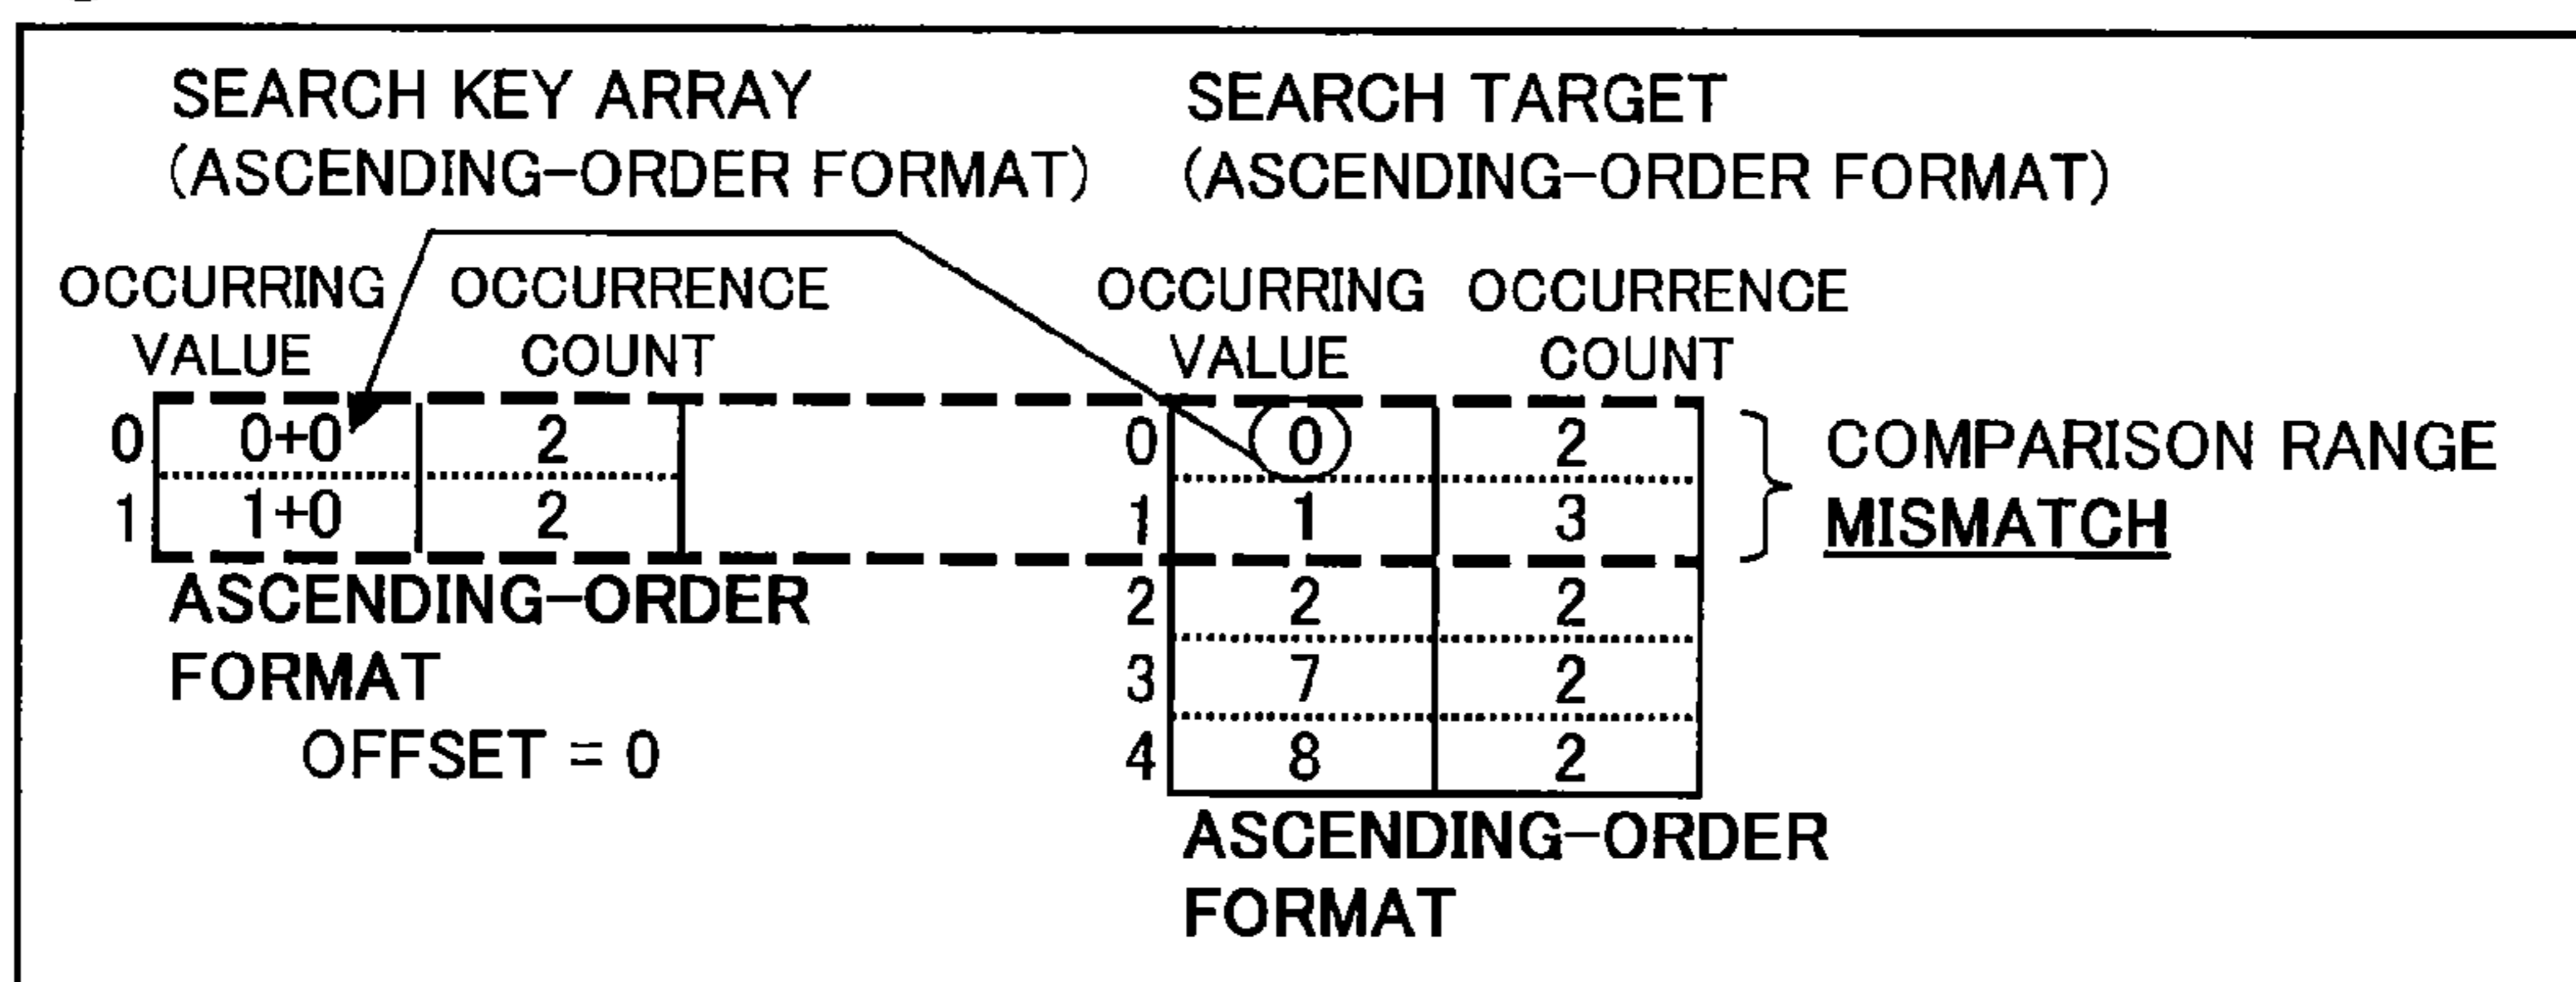 SEARCH KEY ARRAY
(ASCENDING-ORDER FORMAT)
OCCURRING VALUE
OCCURRENCE COUNT
0 0+0 2
1 1+0 2
ASCENDING-ORDER
FORMAT
OFFSET = 0
SEARCH TARGET
(ASCENDING-ORDER FORMAT)
OCCURRING VALUE
OCCURRENCE COUNT
0 0 2
1 1 3
2 2 2
3 7 2
4 8 2
COMPARISON RANGE
MISMATCH
ASCENDING-ORDER
FORMAT